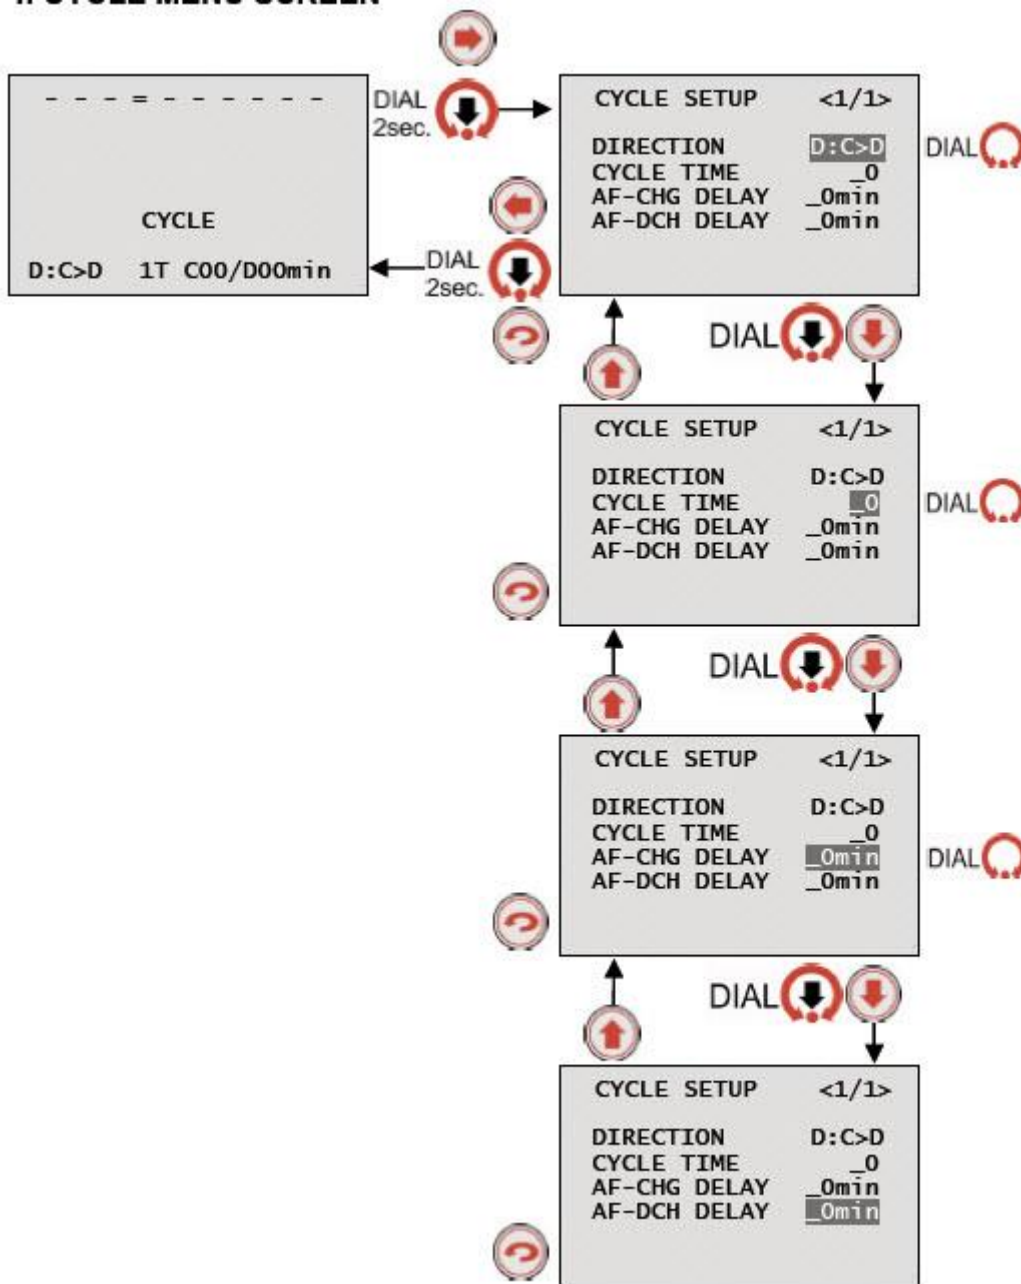 - - - = - - - - - -
CYCLE
D:C>D 1T C00/D00min
DIAL
2sec.
DIAL
2sec.
CYCLE SETUP <1/1>
DIRECTION D:C>D
CYCLE TIME _0
AF-CHG DELAY _0min
AF-DCH DELAY _0min
DIAL
DIAL
CYCLE SETUP <1/1>
DIRECTION D:C>D
CYCLE TIME _0
AF-CHG DELAY _0min
AF-DCH DELAY _0min
DIAL
DIAL
CYCLE SETUP <1/1>
DIRECTION D:C>D
CYCLE TIME _0
AF-CHG DELAY _0min
AF-DCH DELAY _0min
DIAL
DIAL
CYCLE SETUP <1/1>
DIRECTION D:C>D
CYCLE TIME _0
AF-CHG DELAY _0min
AF-DCH DELAY _0min